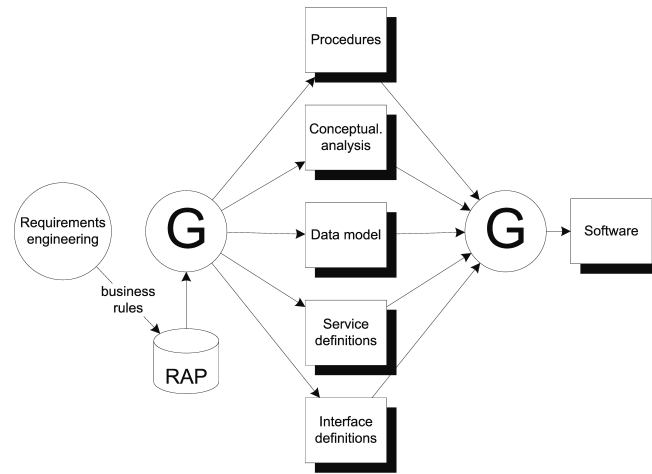 Procedures
Conceptual.
analysis
Requirements
engineering
G
Data model
G
Software
business
rules
Service
definitions
RAP
Interface
definitions